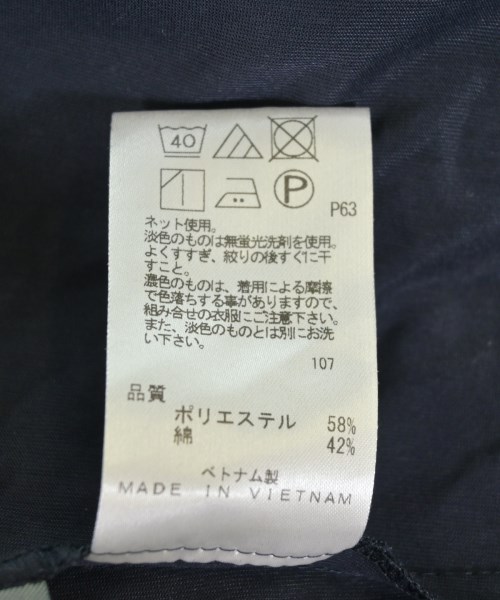 40
P
P63
ネット使用。
淡色のものは無蛍光洗剤を使用。
よくすすぎ、絞りの後すぐに干
すこと。
濃色のものは、着用による摩擦
で色落ちする事がありますので、
組み合せの衣服にご注意下さい。
また、淡色のものとは別にお洗
い下さい。
107
品質
ポリエステル 58%
綿 42%
ベトナム製
MADE IN VIETNAM